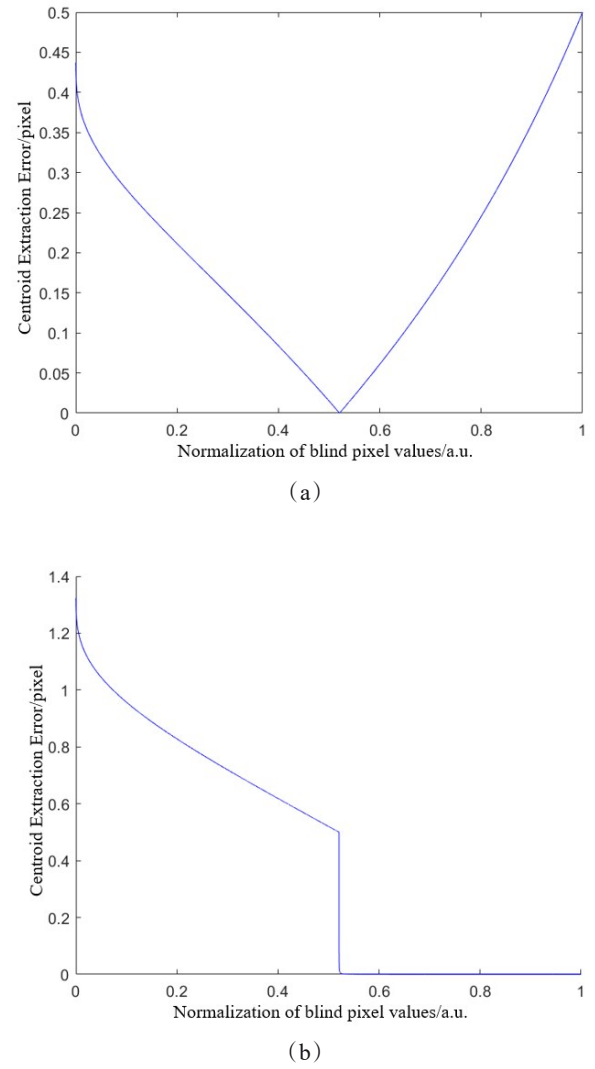 0.5
0.45
0.4
0.35
0.3
0.25
0.2
0.15
0.1
0.05
0
Centroid Extraction Error/pixel
0 0.2 0.4 0.6 0.8 1
Normalization of blind pixel values/a.u.
(a)
1.4
1.2
1
0.8
0.6
0.4
0.2
0
Centroid Extraction Error/pixel
0 0.2 0.4 0.6 0.8 1
Normalization of blind pixel values/a.u.
(b)